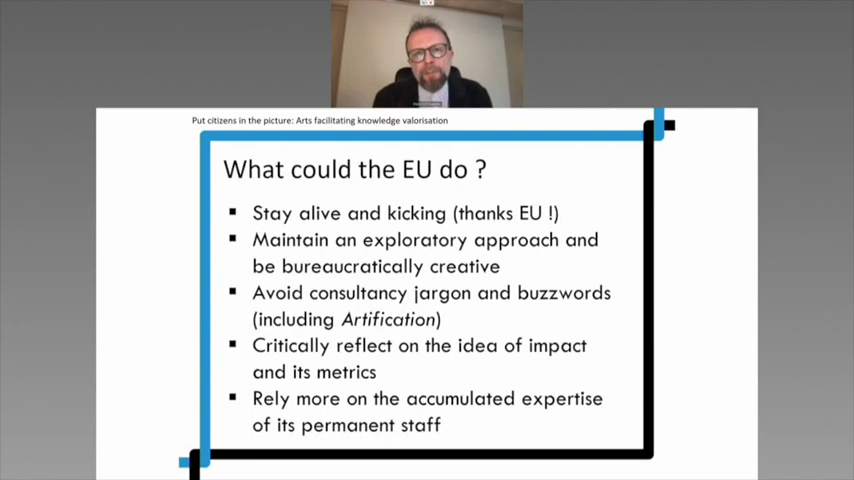 Put citizens in the picture: Arts facilitating knowledge valorisation
What could the EU do ?
▪ Stay alive and kicking (thanks EU !)
▪ Maintain an exploratory approach and
be bureaucratically creative
▪ Avoid consultancy jargon and buzzwords
(including Artification)
▪ Critically reflect on the idea of impact
and its metrics
▪ Rely more on the accumulated expertise
of its permanent staff